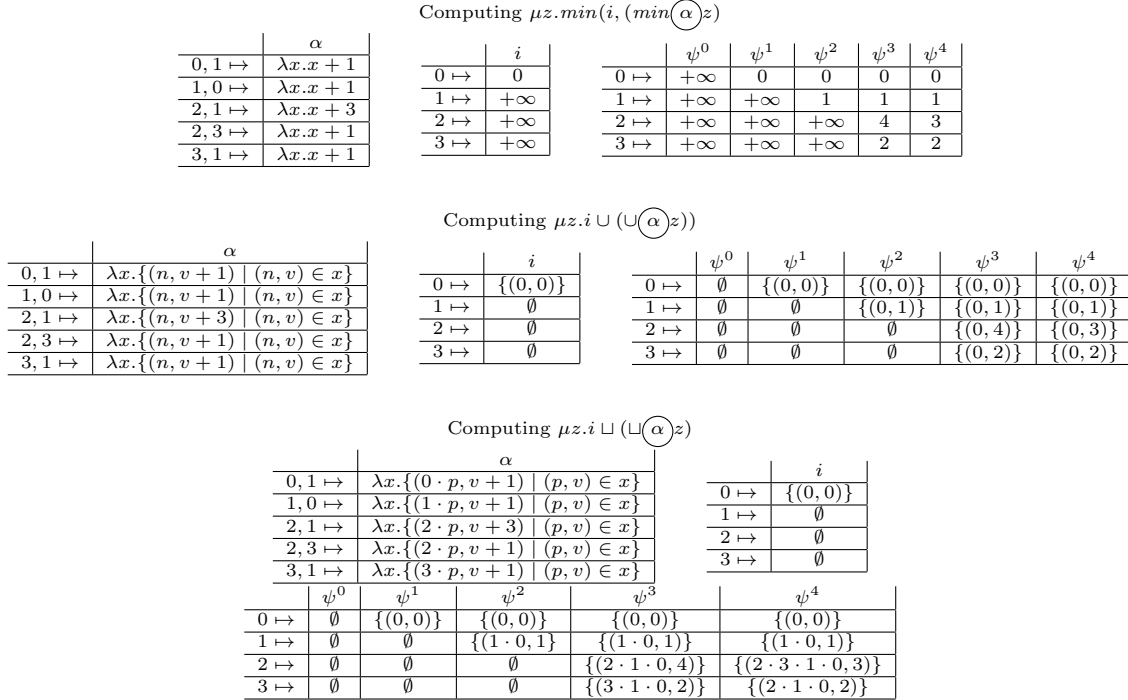 Computing μz.min(i, (min α z)
α
0, 1 ↦ λx.x + 1
1, 0 ↦ λx.x + 1
2, 1 ↦ λx.x + 3
2, 3 ↦ λx.x + 1
3, 1 ↦ λx.x + 1
i
0 ↦ 0
1 ↦ +∞
2 ↦ +∞
3 ↦ +∞
ψ⁰ ψ¹ ψ² ψ³ ψ⁴
0 ↦ +∞ 0 0 0 0
1 ↦ +∞ +∞ 1 1 1
2 ↦ +∞ +∞ +∞ 4 3
3 ↦ +∞ +∞ +∞ 2 2
Computing μz.i ∪ (∪ α z))
α
0, 1 ↦ λx.{(n, v + 1) | (n, v) ∈ x}
1, 0 ↦ λx.{(n, v + 1) | (n, v) ∈ x}
2, 1 ↦ λx.{(n, v + 3) | (n, v) ∈ x}
2, 3 ↦ λx.{(n, v + 1) | (n, v) ∈ x}
3, 1 ↦ λx.{(n, v + 1) | (n, v) ∈ x}
i
0 ↦ {(0, 0)}
1 ↦ ∅
2 ↦ ∅
3 ↦ ∅
ψ⁰ ψ¹ ψ² ψ³ ψ⁴
0 ↦ ∅ {(0, 0)} {(0, 0)} {(0, 0)} {(0, 0)}
1 ↦ ∅ ∅ {(0, 1)} {(0, 1)} {(0, 1)}
2 ↦ ∅ ∅ ∅ {(0, 4)} {(0, 3)}
3 ↦ ∅ ∅ ∅ {(0, 2)} {(0, 2)}
Computing μz.i ⊔ (⊔ α z)
α
0, 1 ↦ λx.{(0 · p, v + 1) | (p, v) ∈ x}
1, 0 ↦ λx.{(1 · p, v + 1) | (p, v) ∈ x}
2, 1 ↦ λx.{(2 · p, v + 3) | (p, v) ∈ x}
2, 3 ↦ λx.{(2 · p, v + 1) | (p, v) ∈ x}
3, 1 ↦ λx.{(3 · p, v + 1) | (p, v) ∈ x}
i
0 ↦ {(0, 0)}
1 ↦ ∅
2 ↦ ∅
3 ↦ ∅
ψ⁰ ψ¹ ψ² ψ³ ψ⁴
0 ↦ ∅ {(0, 0)} {(0, 0)} {(0, 0)} {(0, 0)}
1 ↦ ∅ ∅ {(1 · 0, 1} {(1 · 0, 1)} {(1 · 0, 1)}
2 ↦ ∅ ∅ ∅ {(2 · 1 · 0, 4)} {(2 · 3 · 1 · 0, 3)}
3 ↦ ∅ ∅ ∅ {(3 · 1 · 0, 2)} {(2 · 1 · 0, 2)}